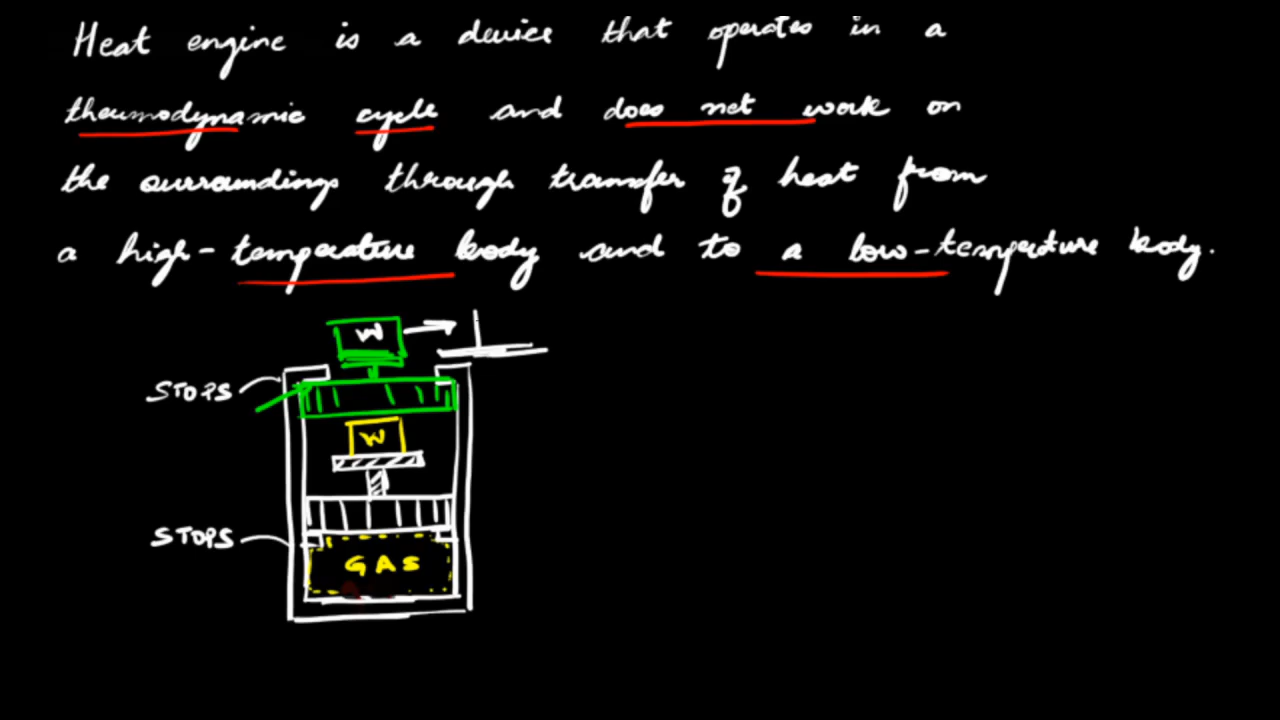 Heat engine is a device that operates in a
thermodynamic cycle and does net work on
the surroundings through transfer of heat from
a high-temperature body and to a low-temperature body.
W
STOPS
W
STOPS
GAS